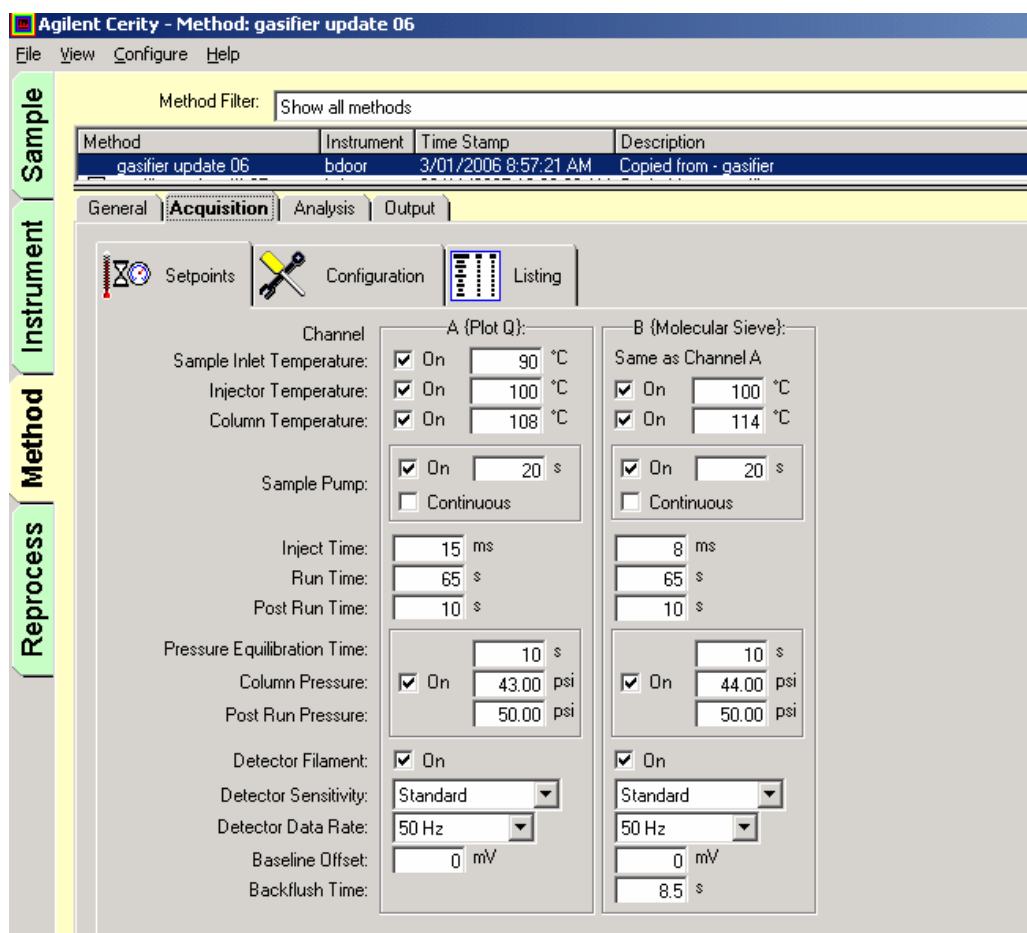 Agilent Cerity - Method: gasifier update 06
File View Configure Help
Sample
Instrument
Method
Reprocess
Method Filter: Show all methods
Method Instrument Time Stamp Description
gasifier update 06 bdoor 3/01/2006 8:57:21 AM Copied from - gasifier
General Acquisition Analysis Output
Setpoints Configuration Listing
Channel A {Plot Q}: B {Molecular Sieve}:
Sample Inlet Temperature: On 90 °C Same as Channel A
Injector Temperature: On 100 °C On 100 °C
Column Temperature: On 108 °C On 114 °C
Sample Pump: On 20 s On 20 s
Continuous Continuous
Inject Time: 15 ms 8 ms
Run Time: 65 s 65 s
Post Run Time: 10 s 10 s
Pressure Equilibration Time: 10 s 10 s
Column Pressure: On 43.00 psi On 44.00 psi
Post Run Pressure: 50.00 psi 50.00 psi
Detector Filament: On On
Detector Sensitivity: Standard Standard
Detector Data Rate: 50 Hz 50 Hz
Baseline Offset: 0 mV 0 mV
Backflush Time: 8.5 s